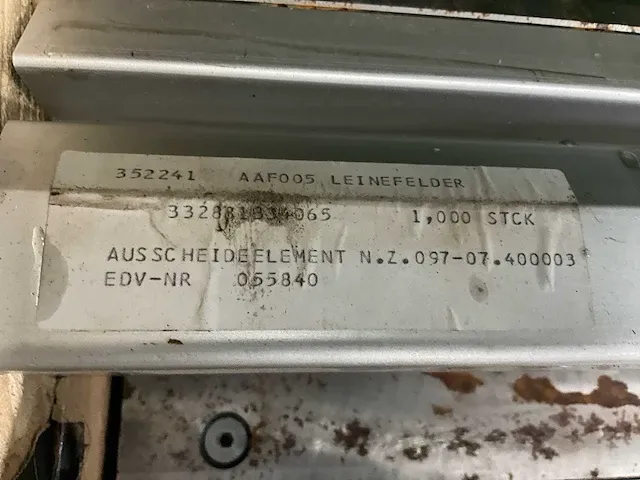 352241 AAF005 LEINEFELDER
1,000 STCK
AUSSCHEIDEELEMENT N.Z.097-07.400003
EDV-NR 055840